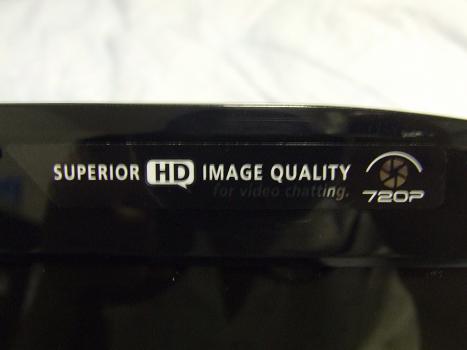 SUPERIOR HD IMAGE QUALITY
for video chatting.
720P